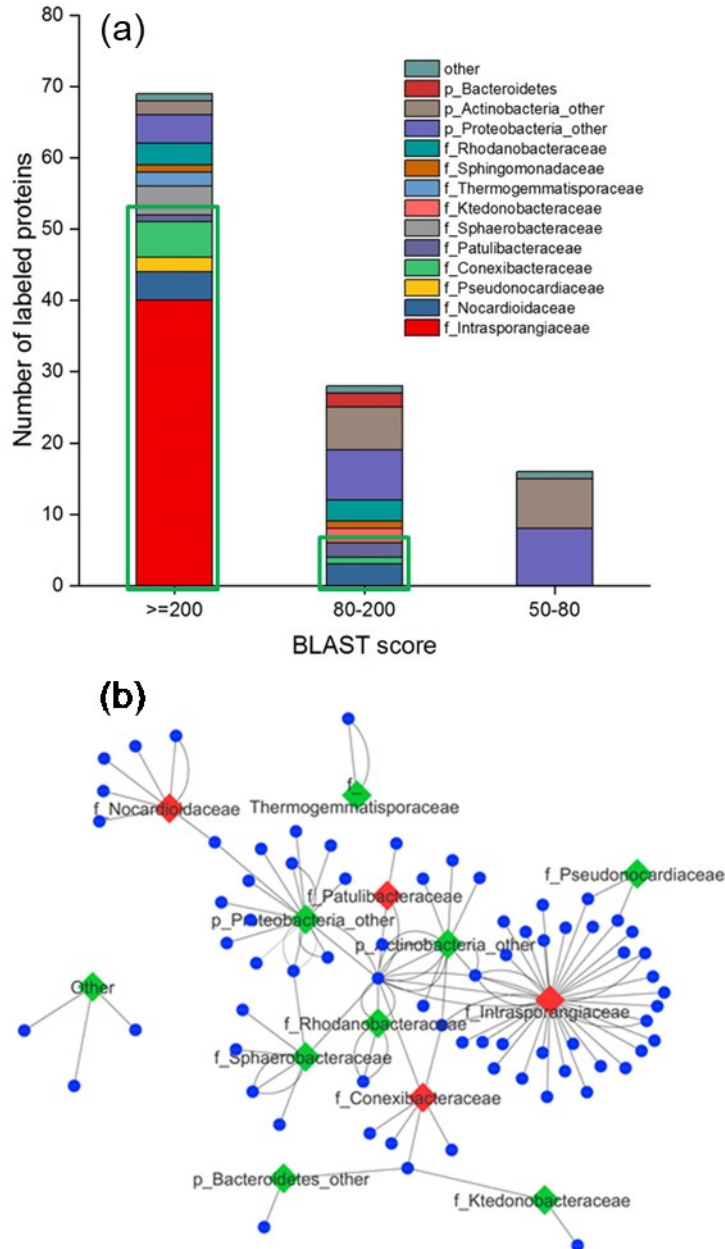 (a)
80
70
60
50
40
30
20
10
0
Number of labeled proteins
other
p_Bacteroidetes
p_Actinobacteria_other
p_Proteobacteria_other
f_Rhodanobacteraceae
f_Sphingomonadaceae
f_Thermogemmatisporaceae
f_Ktedonobacteraceae
f_Sphaerobacteraceae
f_Patulibacteraceae
f_Conexibacteraceae
f_Pseudonocardiaceae
f_Nocardioidaceae
f_Intrasporangiaceae
>=200
80-200
50-80
BLAST score
(b)
f_
Thermogemmatisporaceae
f_Nocardioidaceae
f_Pseudonocardiaceae
f_Patulibacteraceae
p_Proteobacteria_other
p_Actinobacteria_other
Other
f_Intrasporangiaceae
f_Rhodanobacteraceae
f_Sphaerobacteraceae
f_Conexibacteraceae
p_Bacteroidetes_other
f_Ktedonobacteraceae